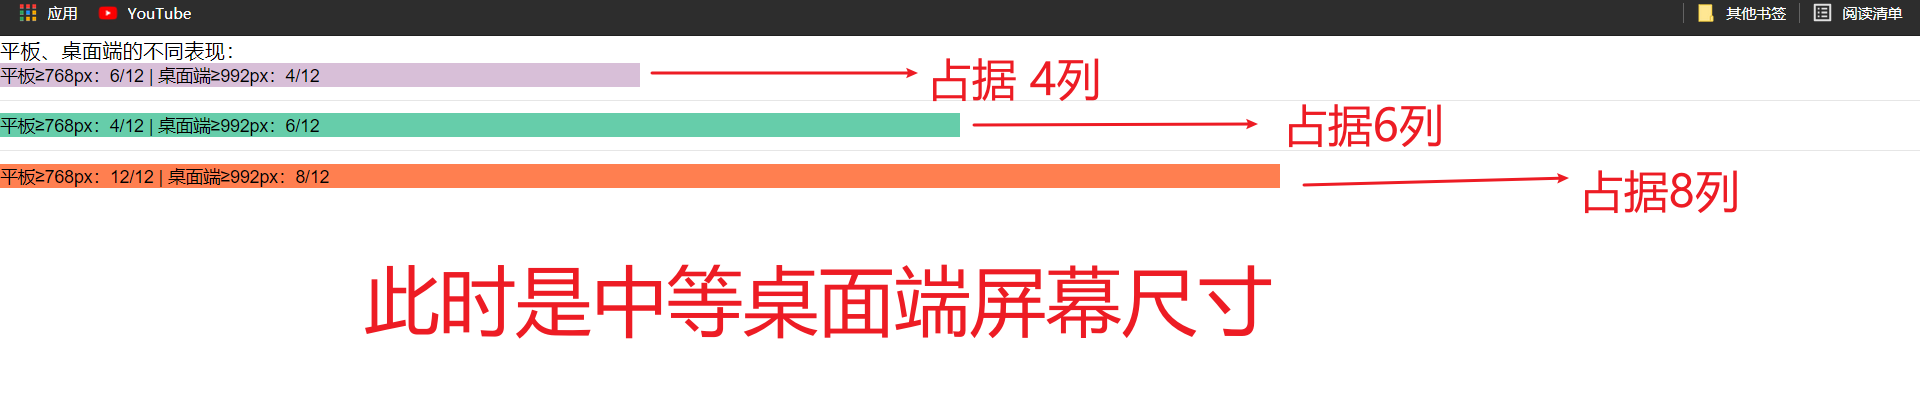 应用 YouTube 其他书签 阅读清单
平板、桌面端的不同表现：
平板≥768px：6/12 | 桌面端≥992px：4/12
占据 4列
平板≥768px：4/12 | 桌面端≥992px：6/12
占据6列
平板≥768px：12/12 | 桌面端≥992px：8/12
占据8列
此时是中等桌面端屏幕尺寸